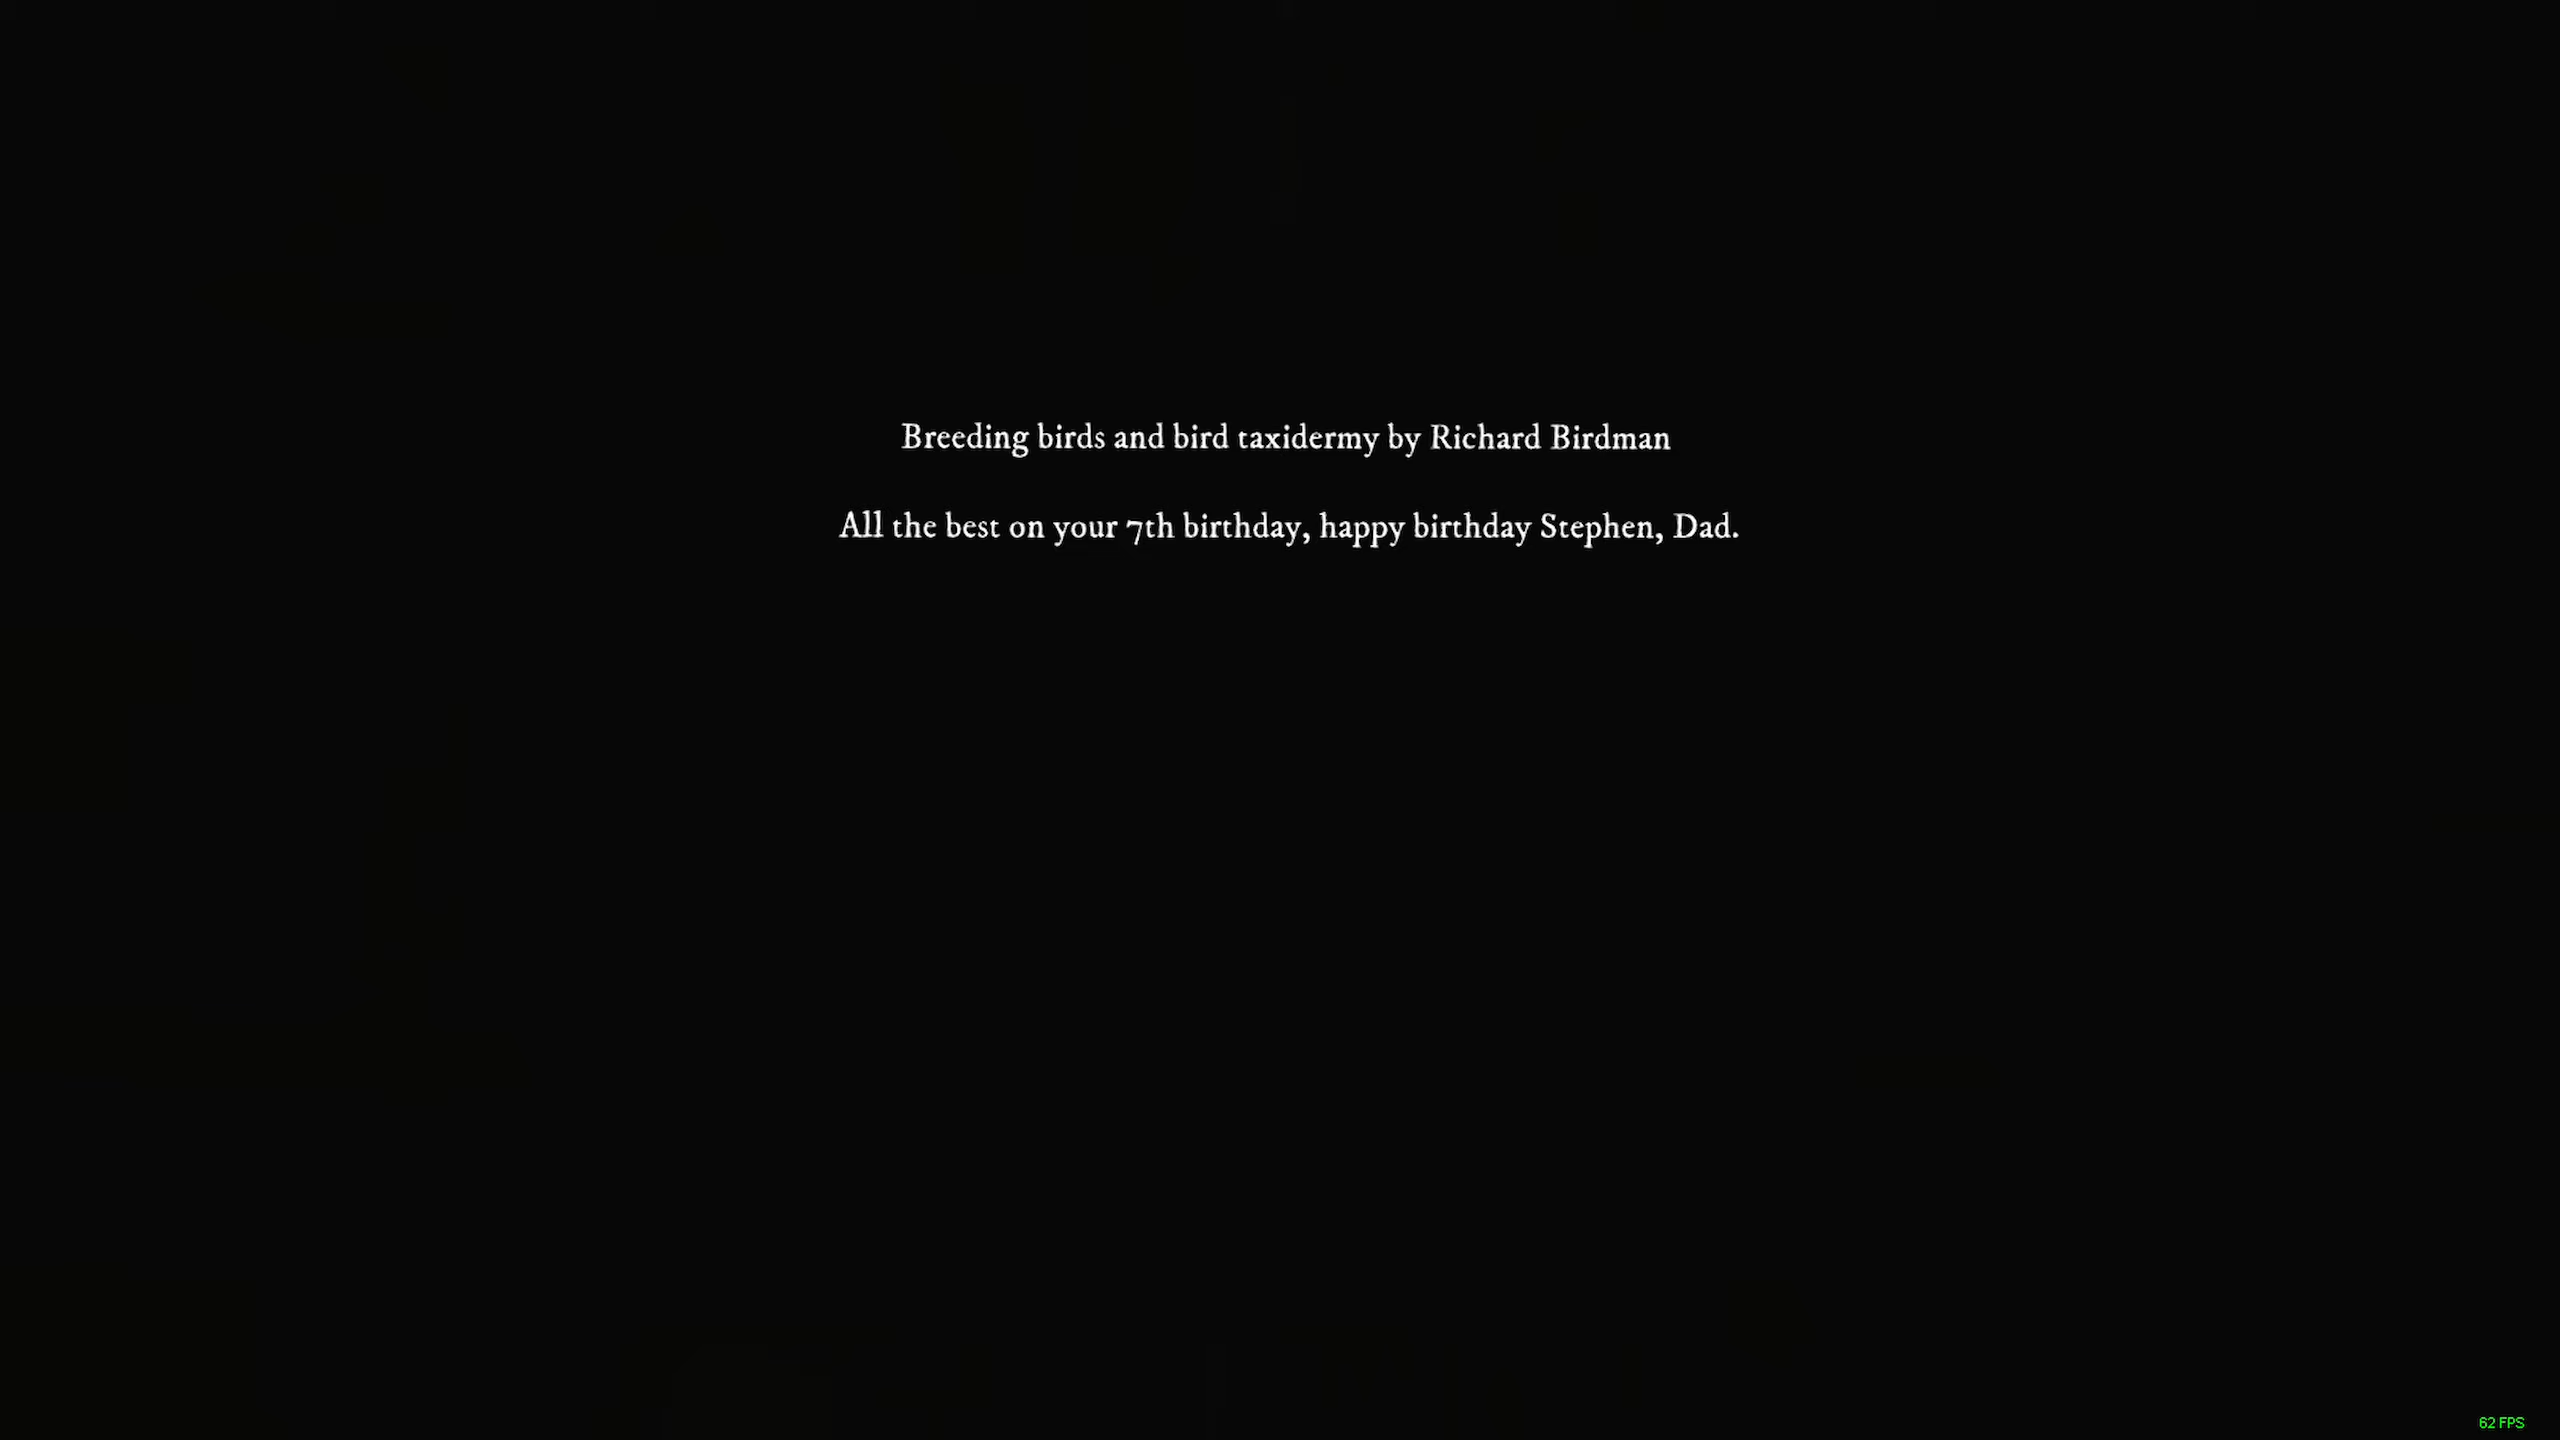 Breeding birds and bird taxidermy by Richard Birdman
All the best on your 7th birthday, happy birthday Stephen, Dad.
62 FPS